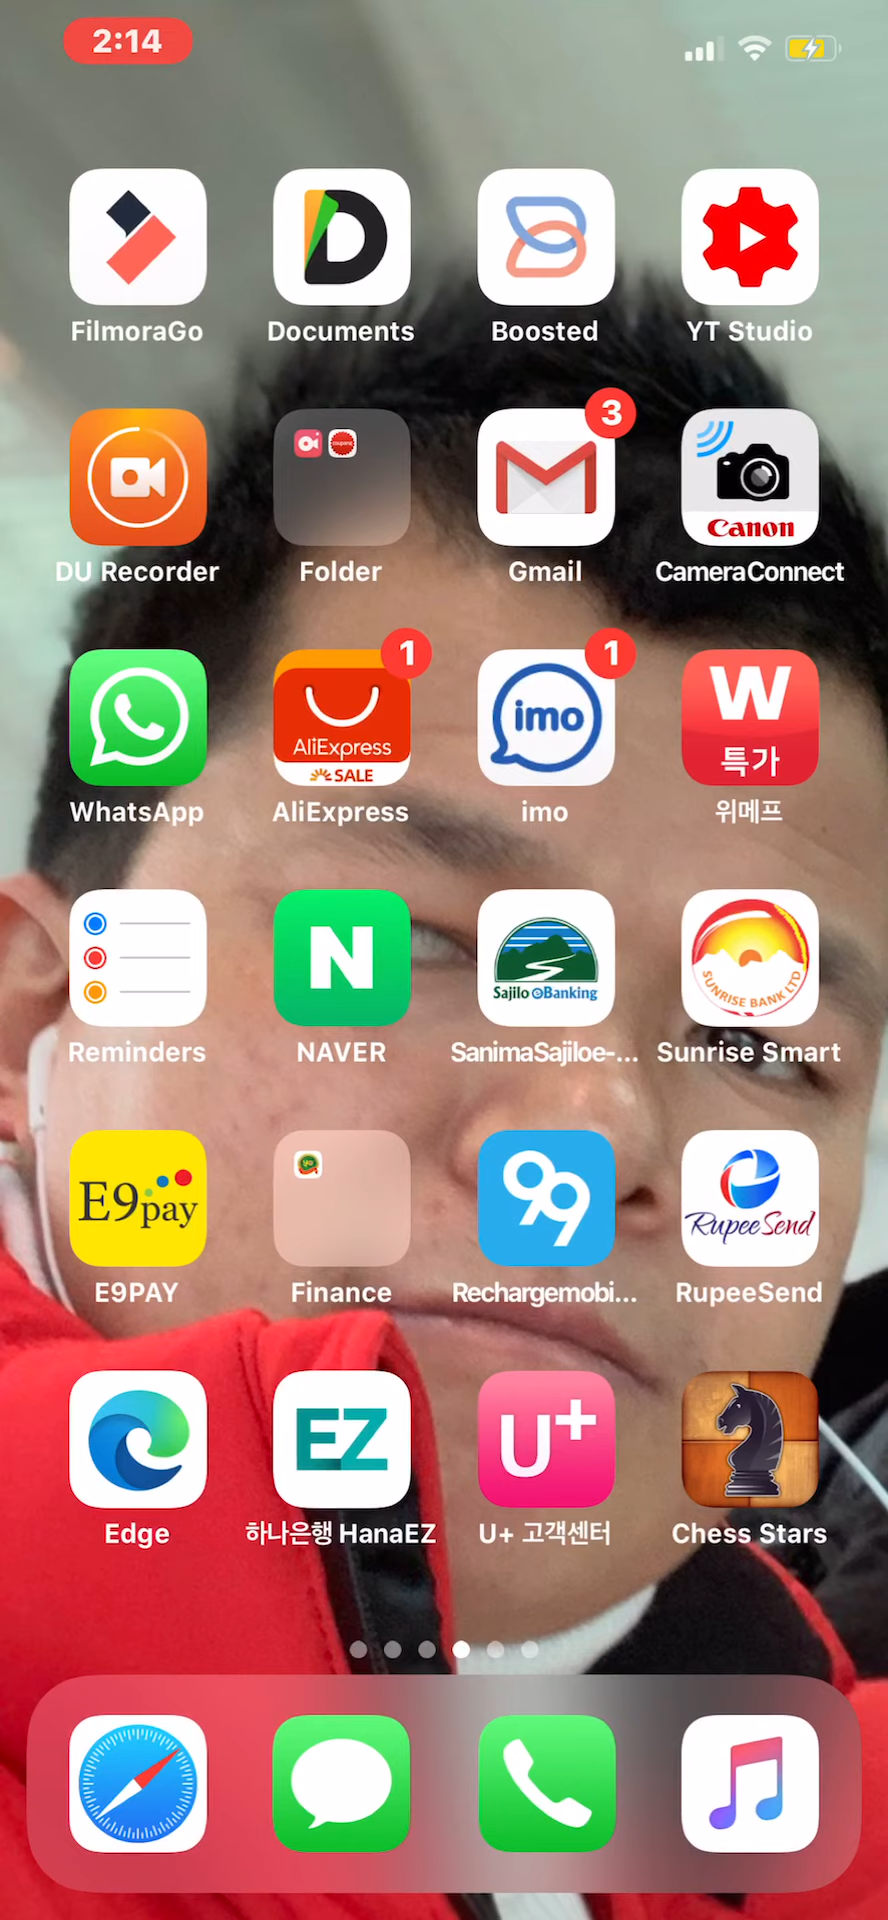 2:14
FilmoraGo
Documents
Boosted
YT Studio
DU Recorder
coupang
Folder
3
Gmail
Canon
CameraConnect
WhatsApp
1
AliExpress
SALE
AliExpress
1
imo
imo
W
특가
위메프
Reminders
N
NAVER
Sajilo eBanking
SanimaSajiloe-...
SUNRISE BANK LTD
Sunrise Smart
E9pay
E9PAY
Finance
99
Rechargemobi...
RupeeSend
RupeeSend
Edge
EZ
하나은행 HanaEZ
U+
U+ 고객센터
Chess Stars